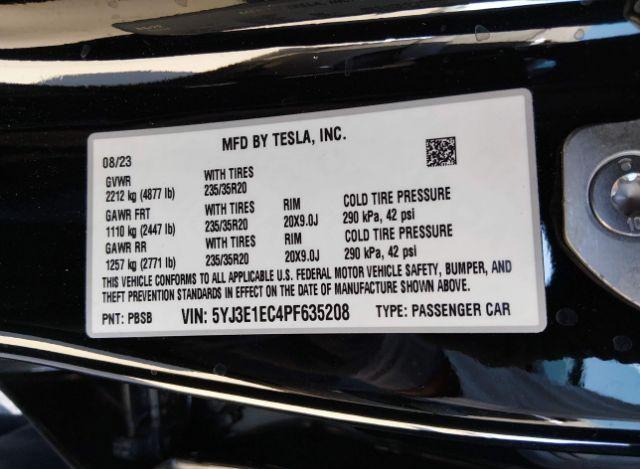 MFD BY TESLA, INC.
08/23
GVWR WITH TIRES
2212 kg (4877 lb) 235/35R20
GAWR FRT WITH TIRES RIM COLD TIRE PRESSURE
1110 kg (2447 lb) 235/35R20 20X9.0J 290 kPa, 42 psi
GAWR RR WITH TIRES RIM COLD TIRE PRESSURE
1257 kg (2771 lb) 235/35R20 20X9.0J 290 kPa, 42 psi
THIS VEHICLE CONFORMS TO ALL APPLICABLE U.S. FEDERAL MOTOR VEHICLE SAFETY, BUMPER, AND
THEFT PREVENTION STANDARDS IN EFFECT ON THE DATE OF MANUFACTURE SHOWN ABOVE.
PNT: PBSB VIN: 5YJ3E1EC4PF635208 TYPE: PASSENGER CAR